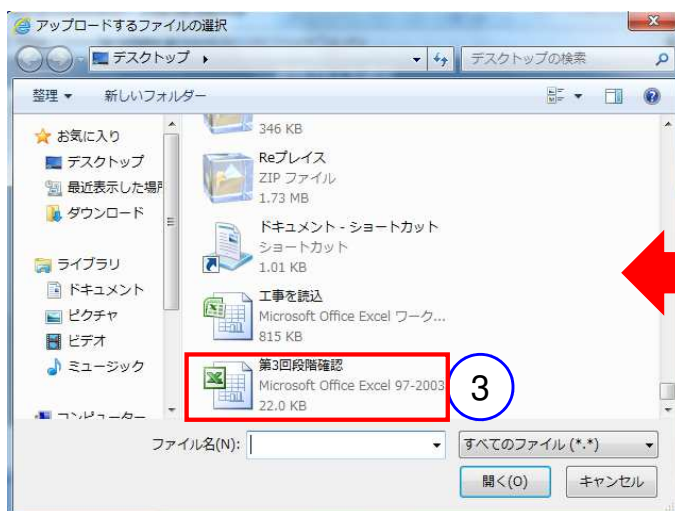 アップロードするファイルの選択
デスクトップ
デスクトップの検索
整理
新しいフォルダー
お気に入り
デスクトップ
最近表示した場所
ダウンロード
ライブラリ
ドキュメント
ピクチャ
ビデオ
ミュージック
コンピューター
346 KB
Reプレイス
ZIP ファイル
1.73 MB
ドキュメント - ショートカット
ショートカット
1.01 KB
工事を読込
Microsoft Office Excel ワーク...
815 KB
第3回段階確認
Microsoft Office Excel 97-2003
22.0 KB
3
ファイル名(N):
すべてのファイル (*.*)
開く(O)
キャンセル